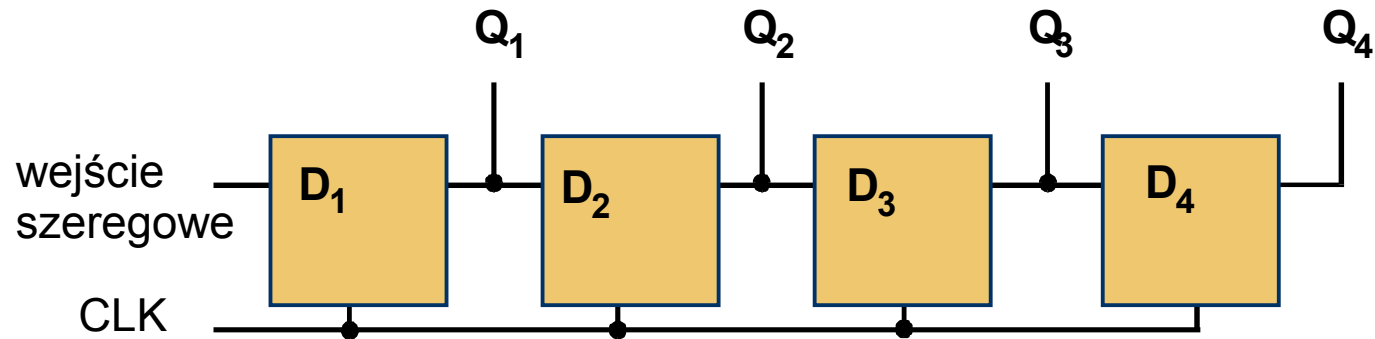 Q1 Q2 Q3 Q4
wejście
szeregowe
D1 D2 D3 D4
CLK